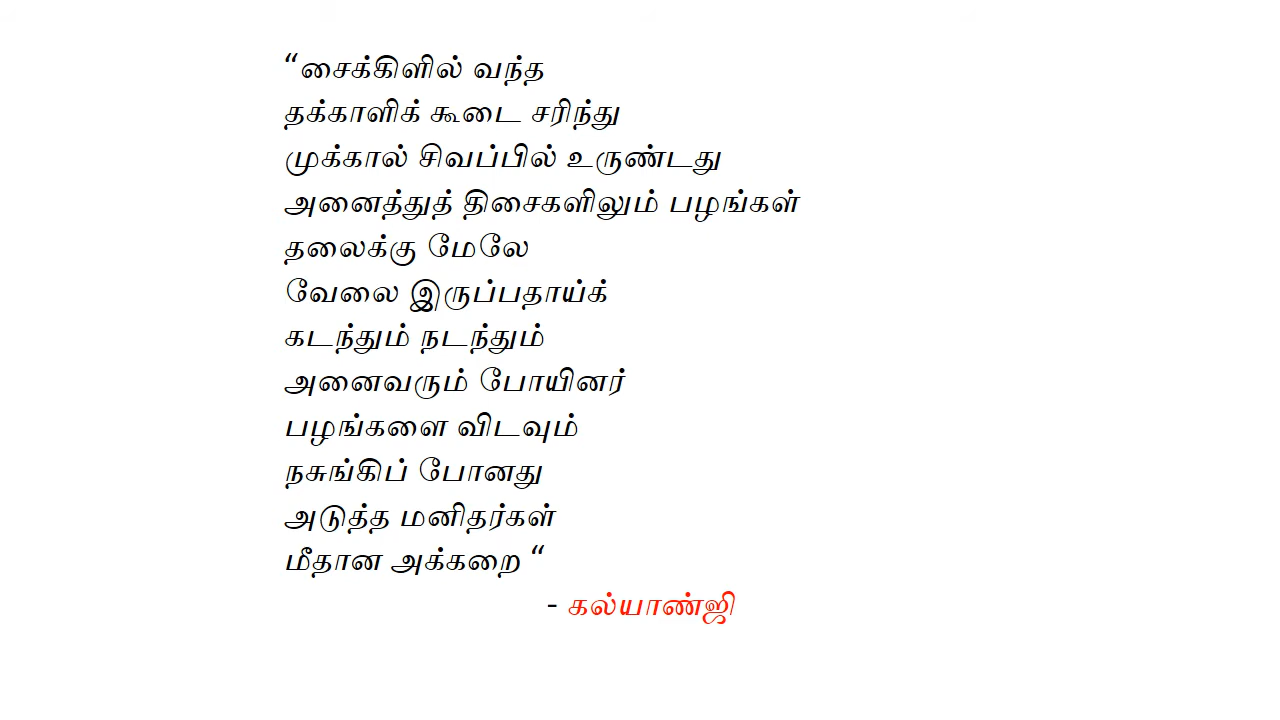 “சைக்கிளில் வந்த
தக்காளிக் கூடை சரிந்து
முக்கால் சிவப்பில் உருண்டது
அனைத்துத் திசைகளிலும் பழங்கள்
தலைக்கு மேலே
வேலை இருப்பதாய்க்
கடந்தும் நடந்தும்
அனைவரும் போயினர்
பழங்களை விடவும்
நசுங்கிப் போனது
அடுத்த மனிதர்கள்
மீதான அக்கறை “
- கல்யாண்ஜி